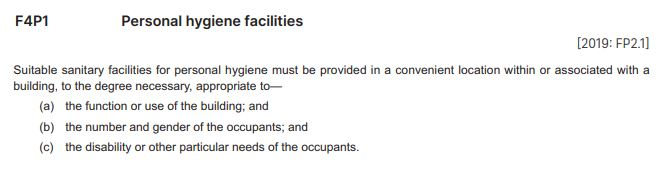 F4P1 Personal hygiene facilities
[2019: FP2.1]
Suitable sanitary facilities for personal hygiene must be provided in a convenient location within or associated with a
building, to the degree necessary, appropriate to—
(a) the function or use of the building; and
(b) the number and gender of the occupants; and
(c) the disability or other particular needs of the occupants.